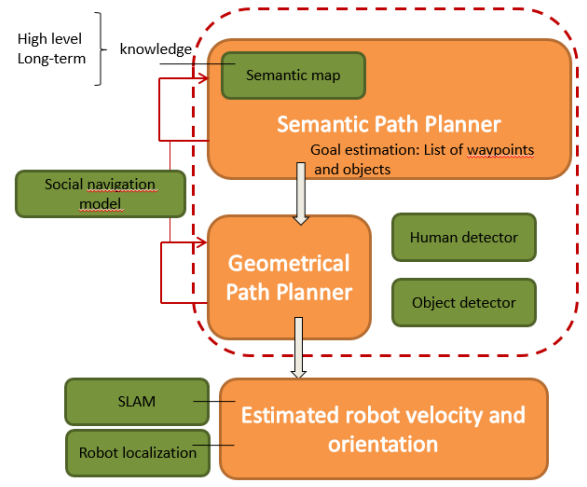 High level
Long-term
knowledge
Semantic map
Semantic Path Planner
Goal estimation: List of waypoints
and objects
Social navigation
model
Human detector
Geometrical
Path Planner
Object detector
SLAM
Estimated robot velocity and
orientation
Robot localization